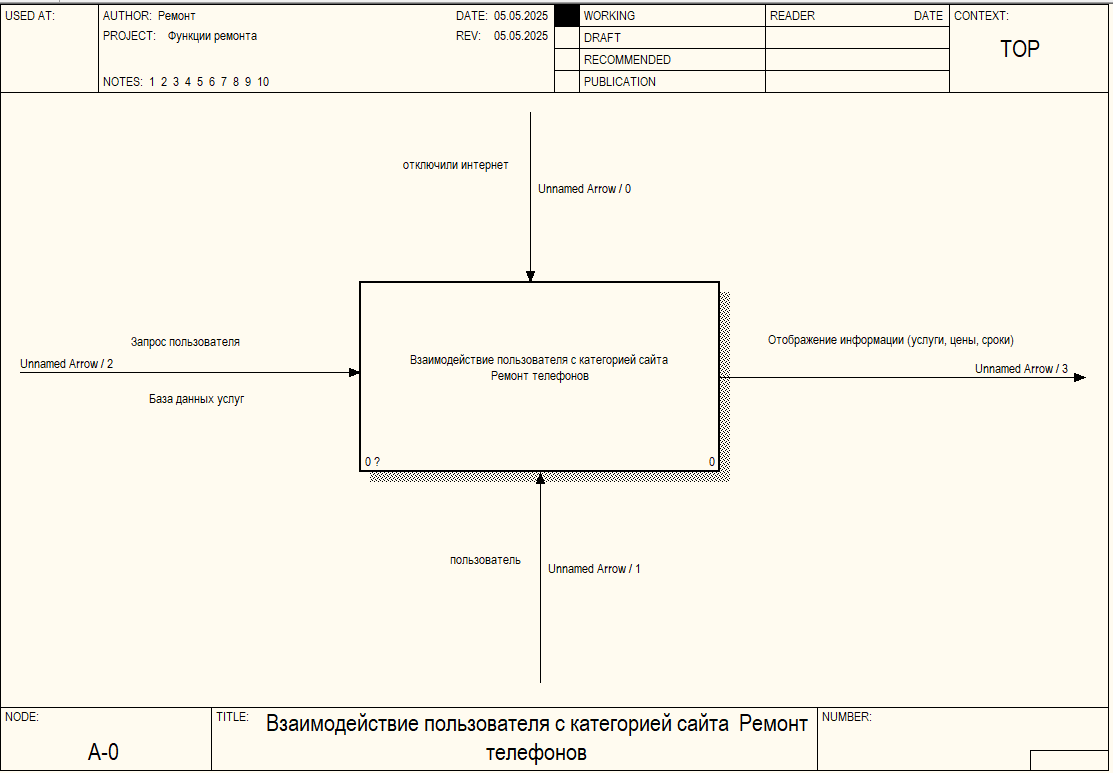 USED AT:
AUTHOR: Ремонт
DATE: 05.05.2025
PROJECT: Функции ремонта
REV: 05.05.2025
NOTES: 1 2 3 4 5 6 7 8 9 10
WORKING
DRAFT
RECOMMENDED
PUBLICATION
READER
DATE
CONTEXT:
TOP
отключили интернет
Unnamed Arrow / 0
Запрос пользователя
Unnamed Arrow / 2
База данных услуг
Взаимодействие пользователя с категорией сайта
Ремонт телефонов
0 ?
0
Отображение информации (услуги, цены, сроки)
Unnamed Arrow / 3
пользователь
Unnamed Arrow / 1
NODE:
A-0
TITLE:
Взаимодействие пользователя с категорией сайта Ремонт
телефонов
NUMBER: